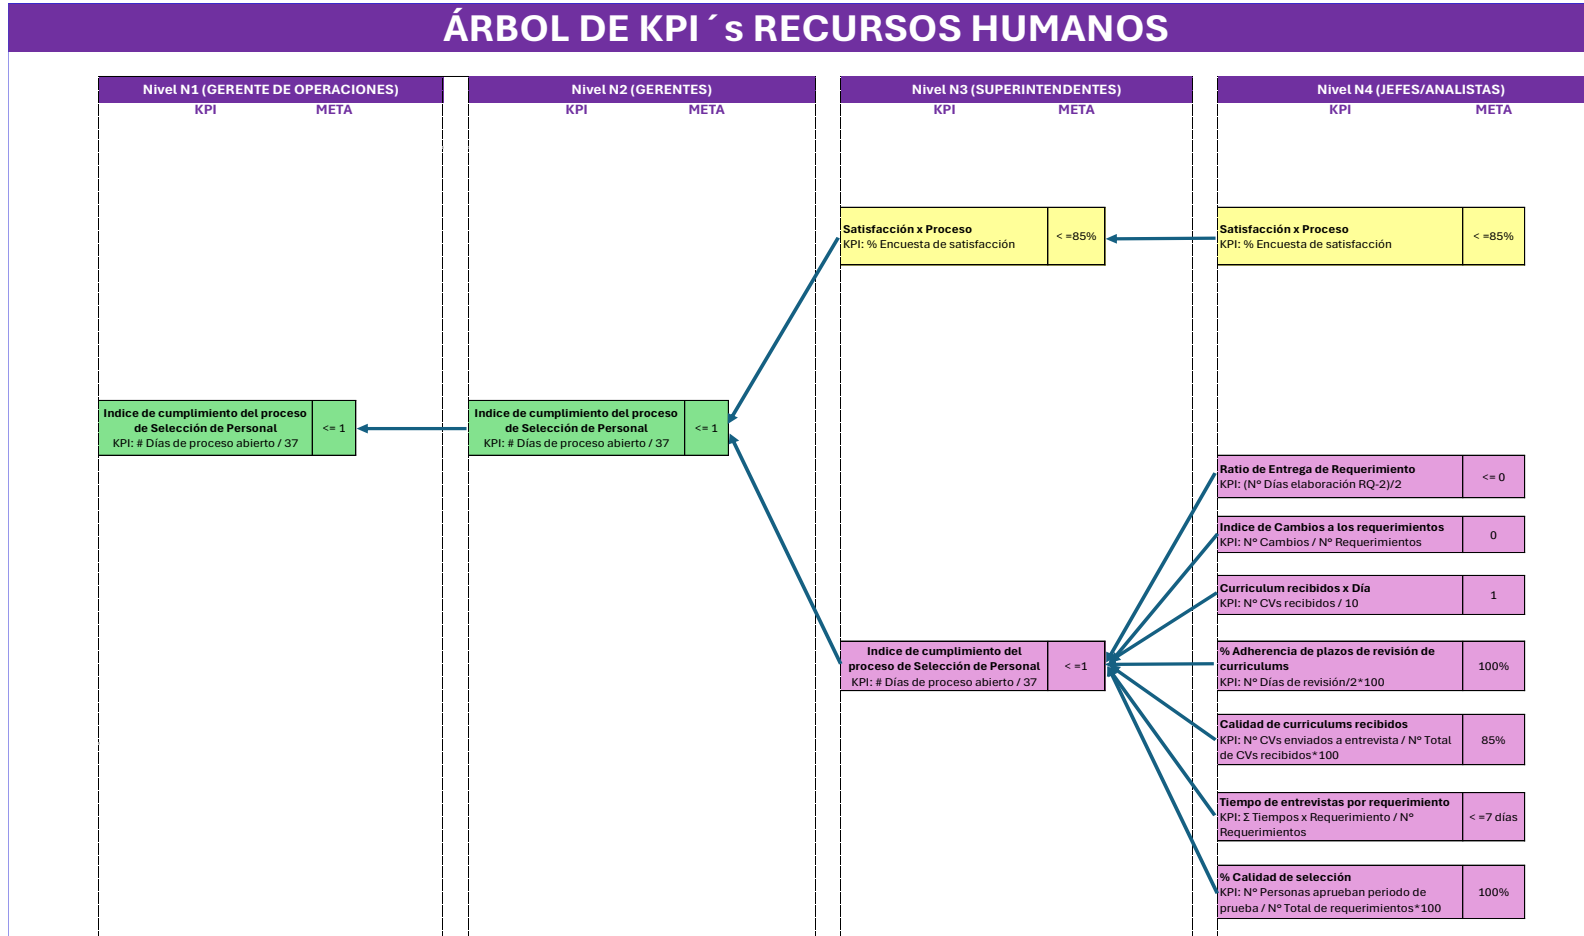 ÁRBOL DE KPI´s RECURSOS HUMANOS
Nivel N1 (GERENTE DE OPERACIONES)
KPI META
Nivel N2 (GERENTES)
KPI META
Nivel N3 (SUPERINTENDENTES)
KPI META
Nivel N4 (JEFES/ANALISTAS)
KPI META
Satisfacción x Proceso
KPI: % Encuesta de satisfacción
< =85%
Satisfacción x Proceso
KPI: % Encuesta de satisfacción
< =85%
Indice de cumplimiento del proceso
de Selección de Personal
KPI: # Días de proceso abierto / 37
<= 1
Indice de cumplimiento del proceso
de Selección de Personal
KPI: # Días de proceso abierto / 37
<= 1
Indice de cumplimiento del
proceso de Selección de Personal
KPI: # Días de proceso abierto / 37
< =1
Ratio de Entrega de Requerimiento
KPI: (Nº Días elaboración RQ-2)/2
<= 0
Indice de Cambios a los requerimientos
KPI: Nº Cambios / Nº Requerimientos
0
Curriculum recibidos x Día
KPI: Nº CVs recibidos / 10
1
% Adherencia de plazos de revisión de
curriculums
KPI: Nº Días de revisión/2*100
100%
Calidad de curriculums recibidos
KPI: Nº CVs enviados a entrevista / Nº Total
de CVs recibidos*100
85%
Tiempo de entrevistas por requerimiento
KPI: Σ Tiempos x Requerimiento / Nº
Requerimientos
< =7 días
% Calidad de selección
KPI: Nº Personas aprueban periodo de
prueba / Nº Total de requerimientos*100
100%